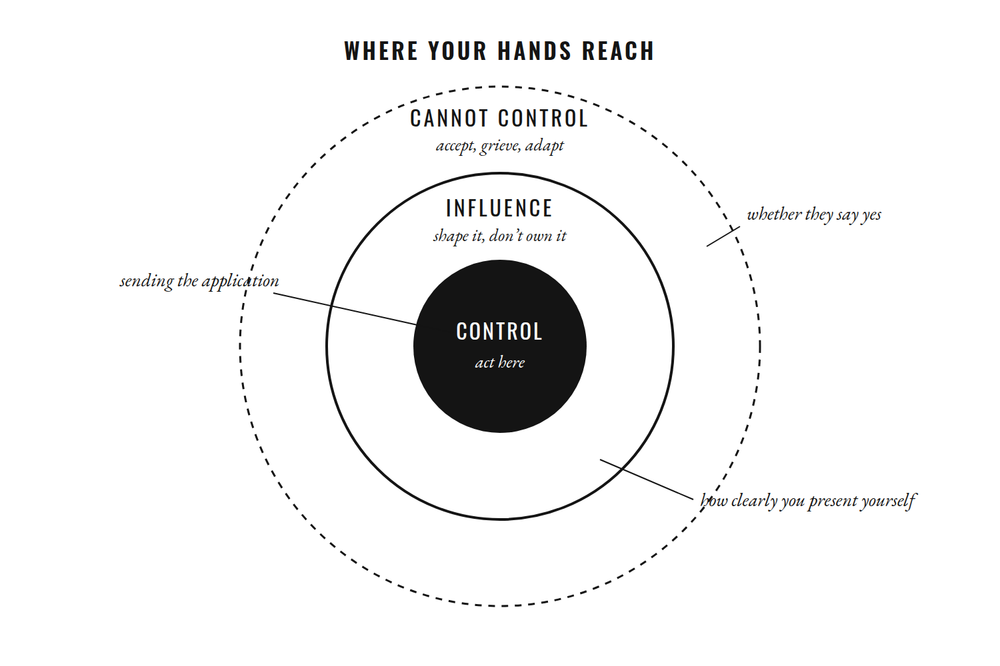 WHERE YOUR HANDS REACH
CANNOT CONTROL
accept, grieve, adapt
INFLUENCE
shape it, don’t own it
whether they say yes
sending the application
CONTROL
act here
how clearly you present yourself